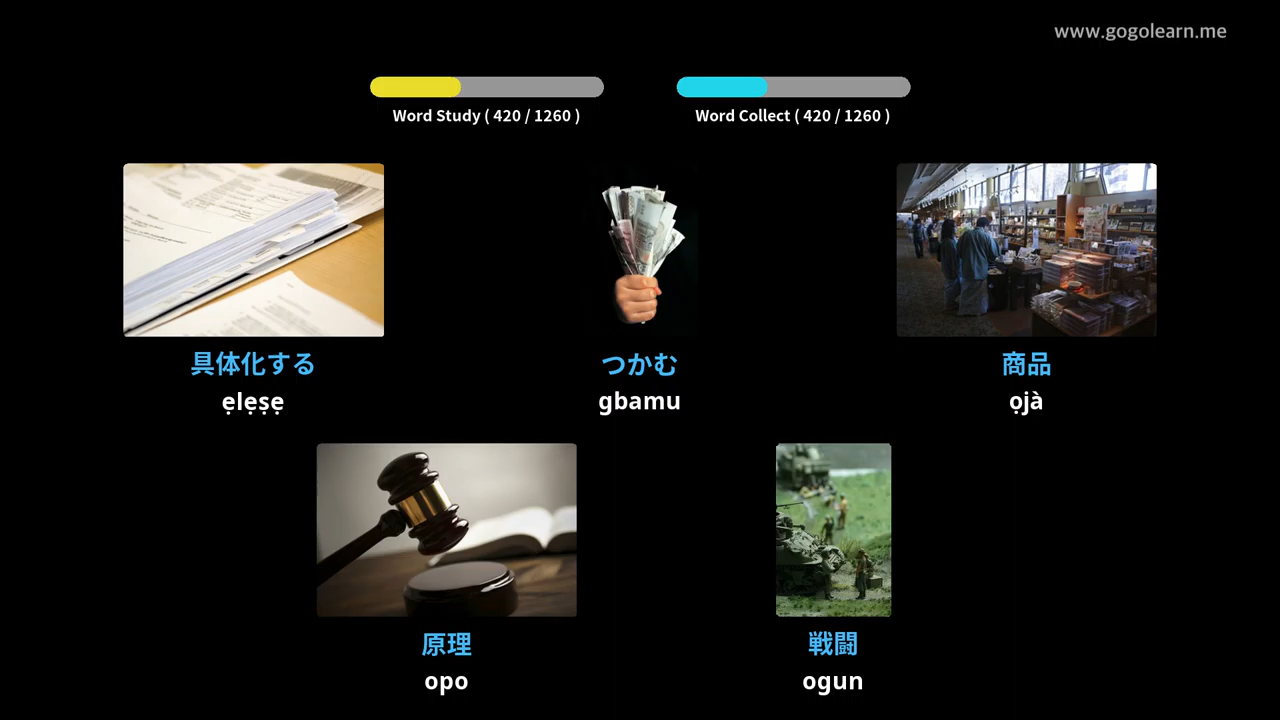 www.gogolearn.me
Word Study ( 420 / 1260 )
Word Collect ( 420 / 1260 )
具体化する
ẹlẹṣẹ
つかむ
gbamu
商品
ọjà
原理
opo
戦闘
ogun